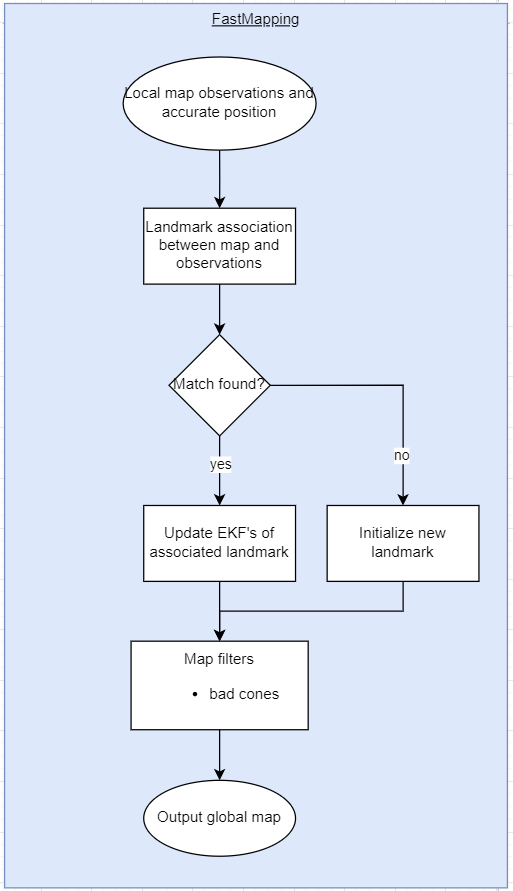 FastMapping
Local map observations and
accurate position
Landmark association
between map and
observations
Match found?
yes
no
Update EKF's of
associated landmark
Initialize new
landmark
Map filters
• bad cones
Output global map